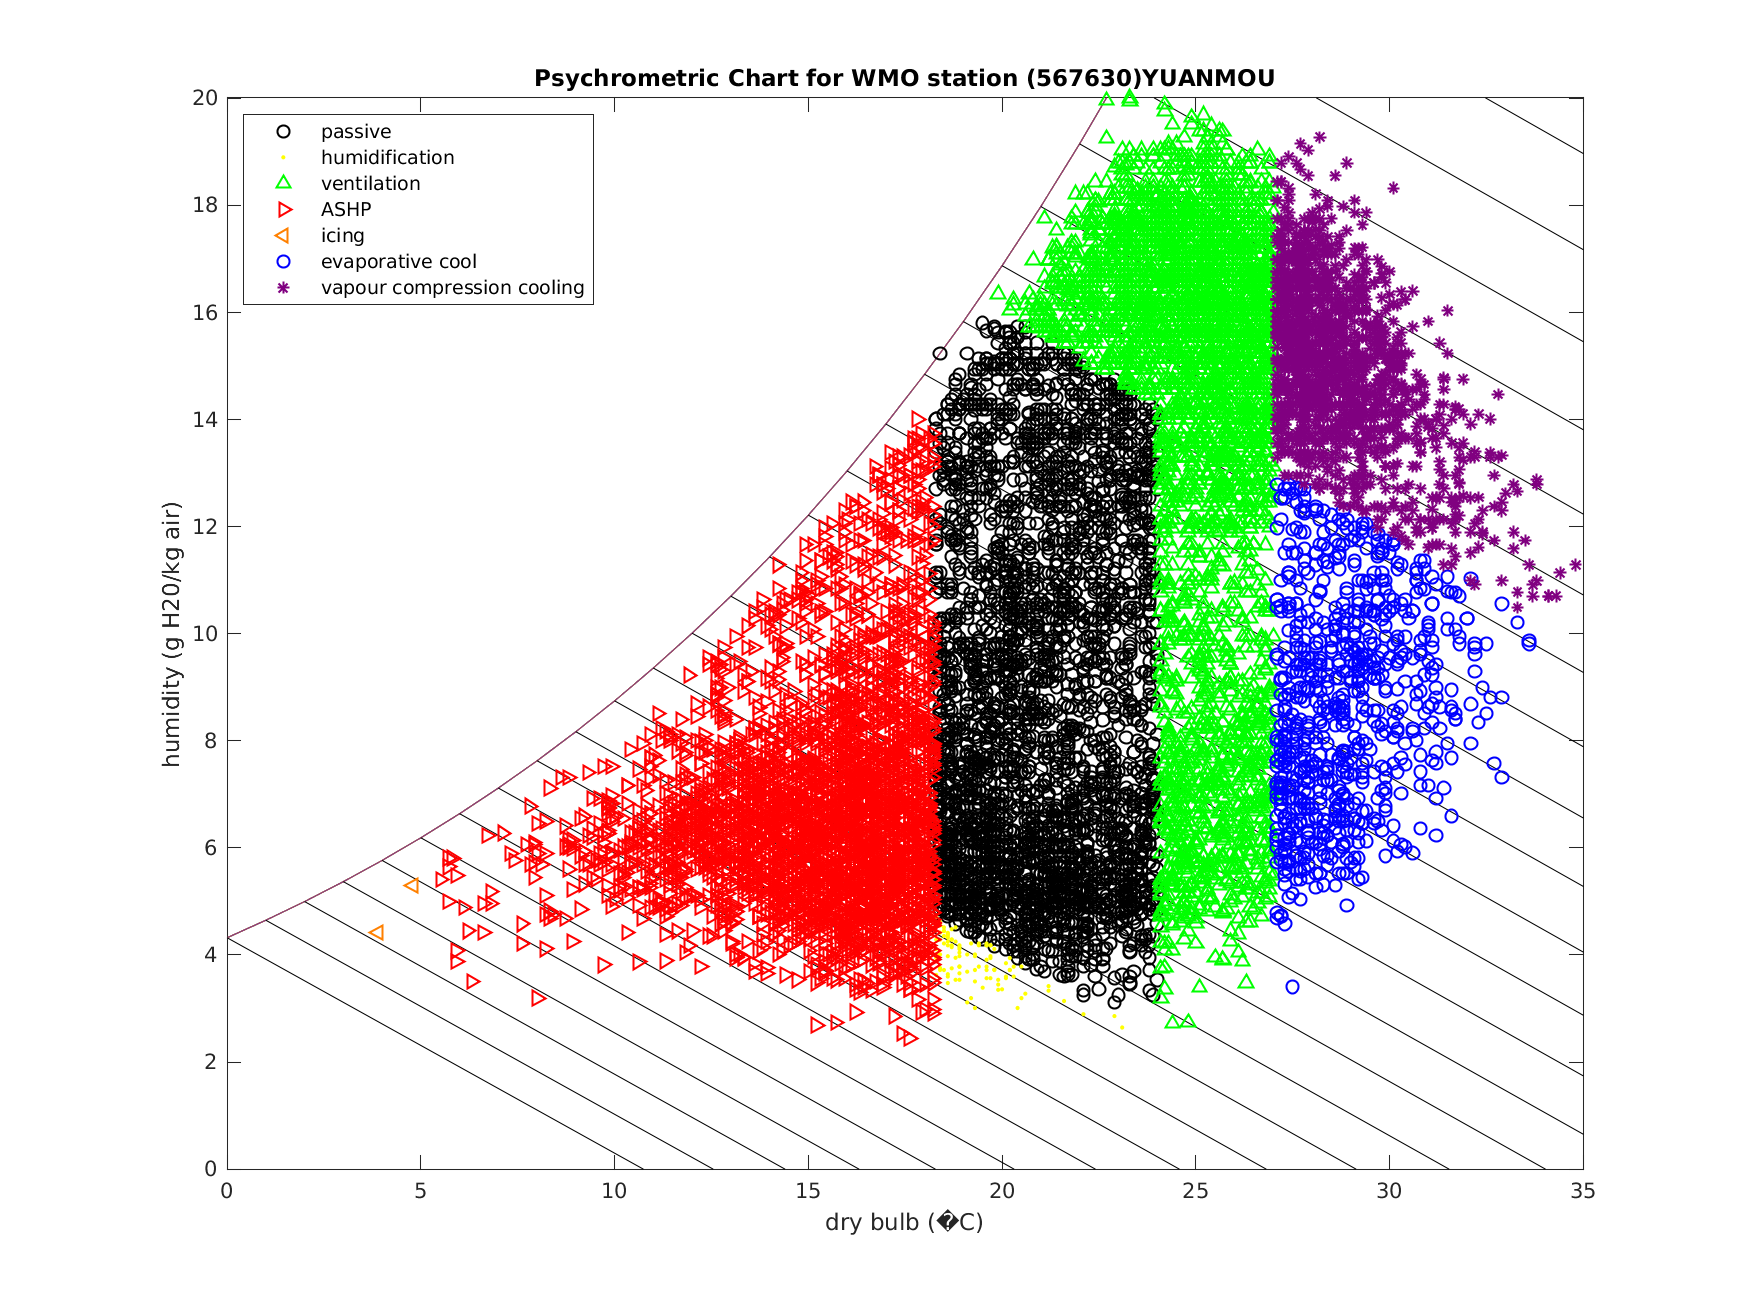 Psychrometric Chart for WMO station (567630)YUANMOU
humidity (g H20/kg air)
20
18
16
14
12
10
8
6
4
2
0
passive
humidification
ventilation
ASHP
icing
evaporative cool
vapour compression cooling
0 5 10 15 20 25 30 35
dry bulb (�C)